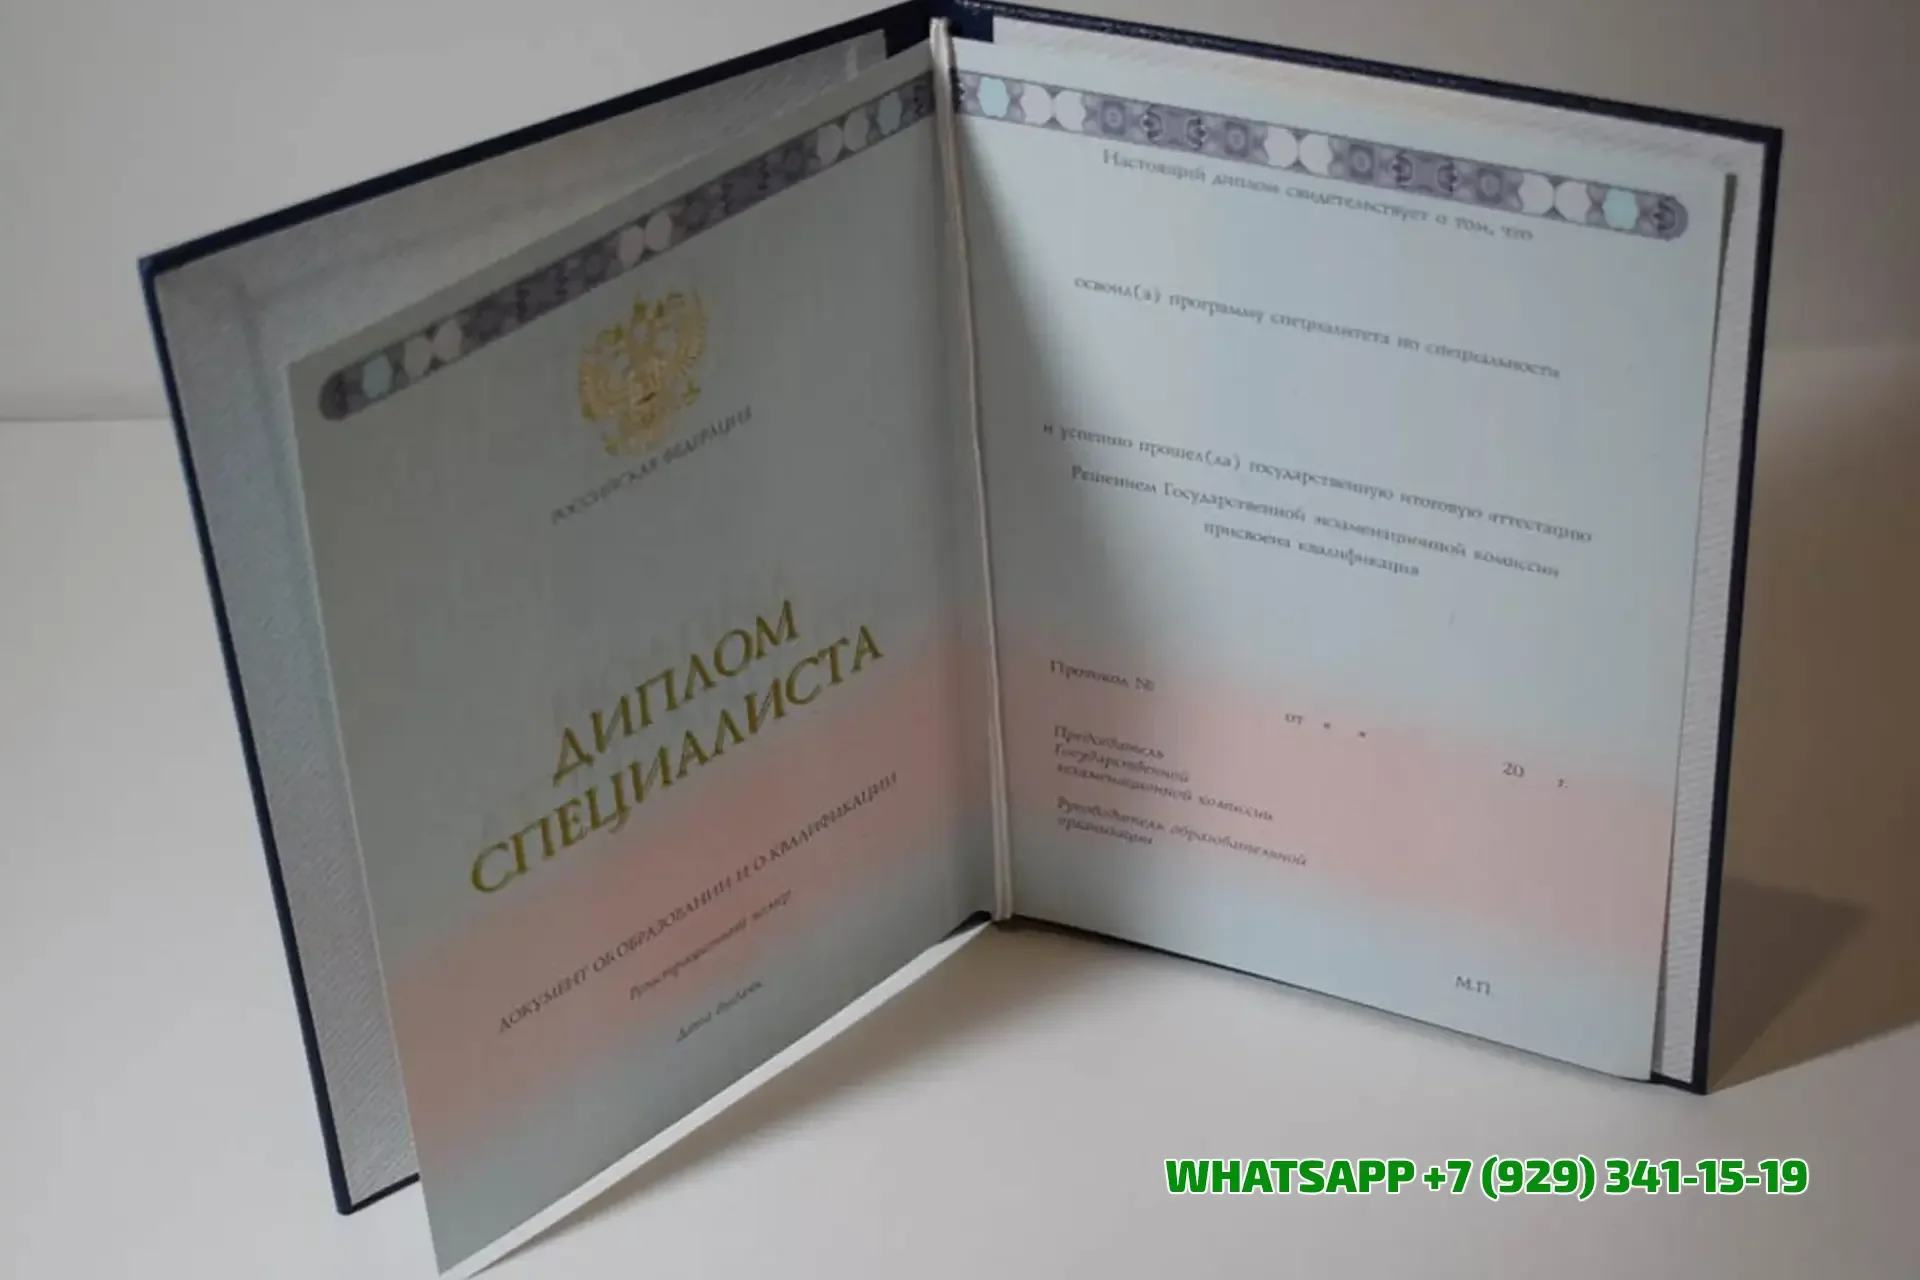 РОССИЙСКАЯ ФЕДЕРАЦИЯ
ДИПЛОМ
СПЕЦИАЛИСТА
ДОКУМЕНТ ОБ ОБРАЗОВАНИИ И О КВАЛИФИКАЦИИ
Регистрационный номер
Дата выдачи
Настоящий диплом свидетельствует о том, что
освоил(а) программу специалитета по специальности
и успешно прошел(ла) государственную итоговую аттестацию
Решением Государственной экзаменационной комиссии
присвоена квалификация
Протокол №
от « »
20 г.
Председатель
Государственной
экзаменационной комиссии
Руководитель образовательной
организации
М.П.
WHATSAPP +7 (929) 341-15-19